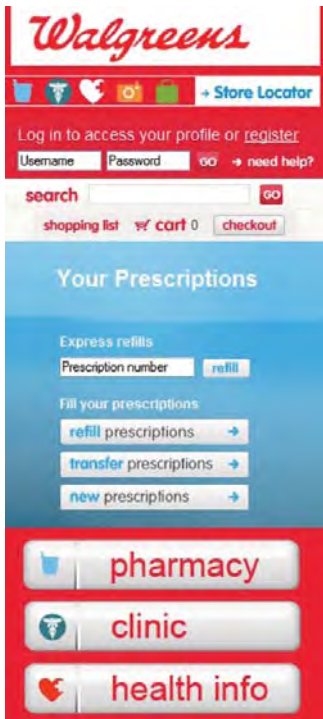 Walgreens
→ Store Locator
Log in to access your profile or register
Username Password GO → need help?
search GO
shopping list cart 0 checkout
Your Prescriptions
Express refills
Prescription number refill
Fill your prescriptions
refill prescriptions →
transfer prescriptions →
new prescriptions →
pharmacy
clinic
health info